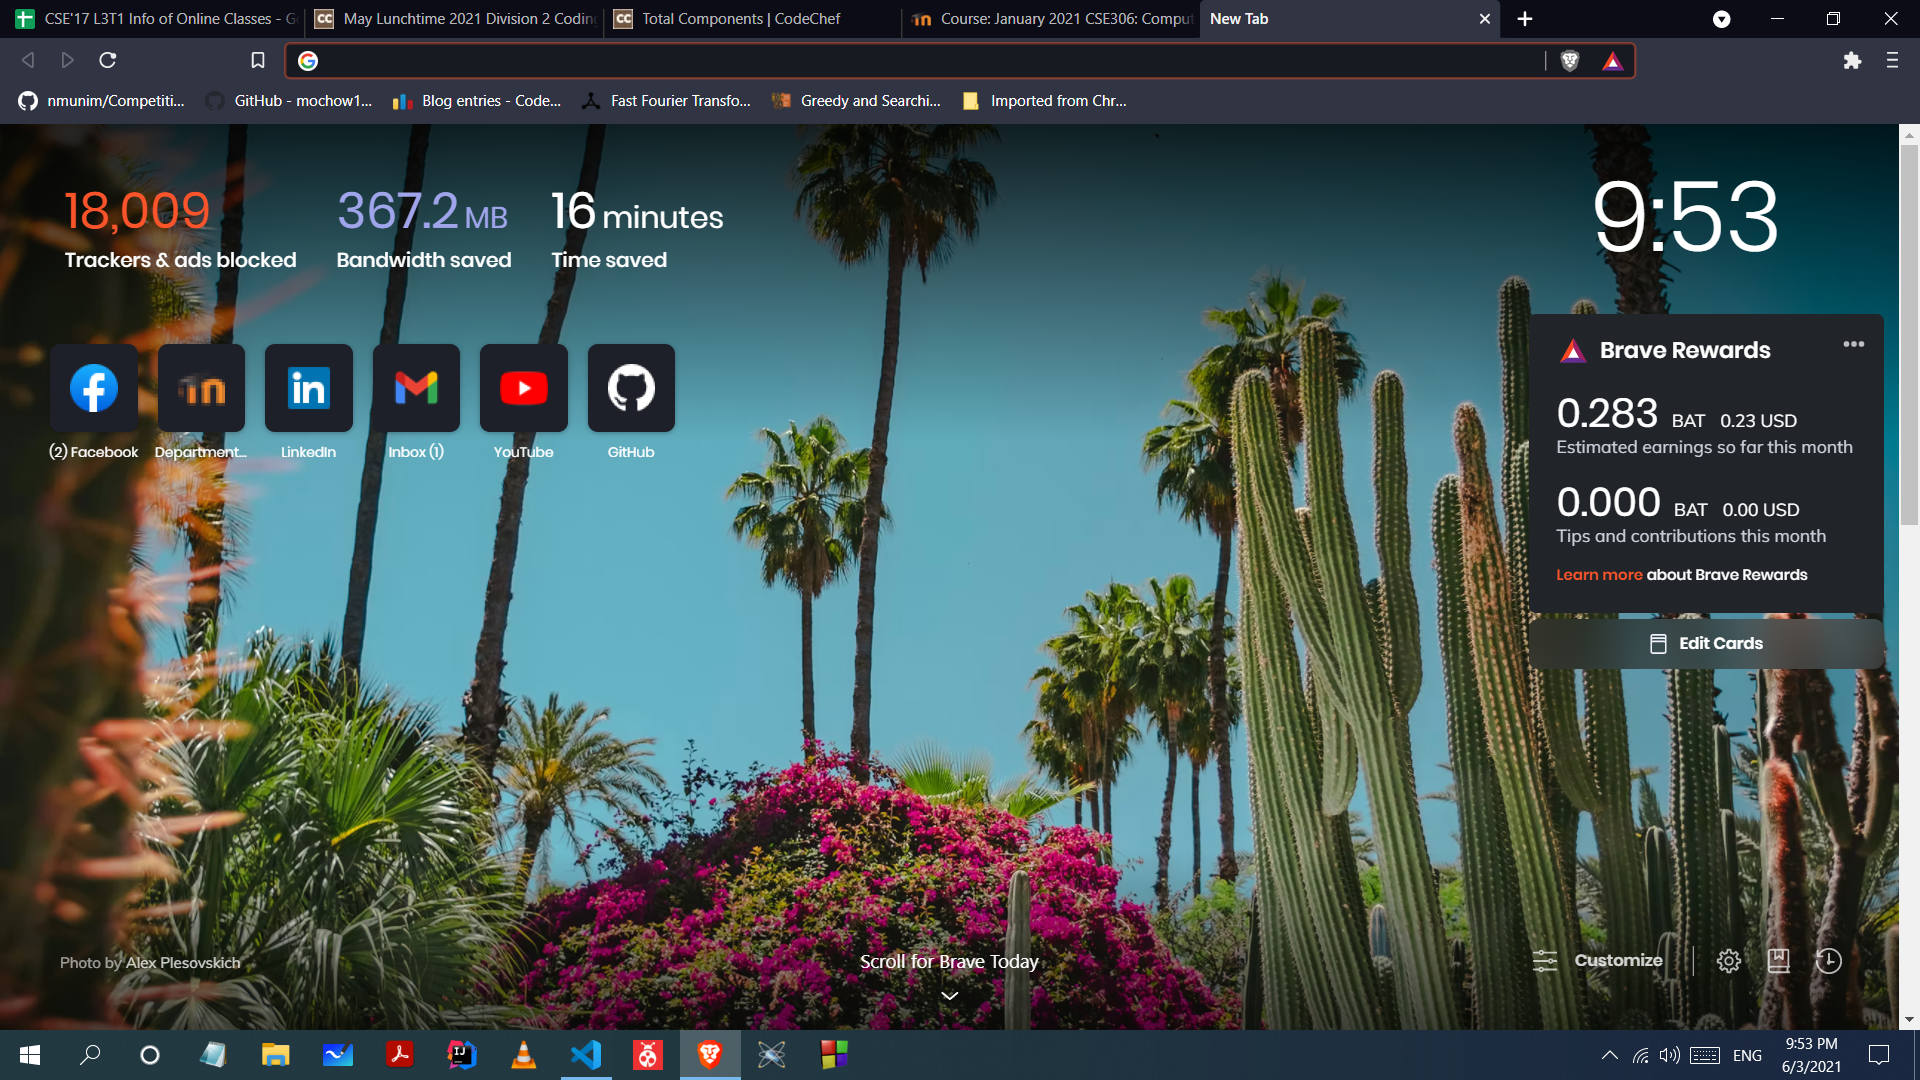 CSE'17 L3T1 Info of Online Classes - G
May Lunchtime 2021 Division 2 Coding
Total Components | CodeChef
Course: January 2021 CSE306: Comput
New Tab
nmunim/Competiti...
GitHub - mochow1...
Blog entries - Code...
Fast Fourier Transfo...
Greedy and Searchi...
Imported from Chr...
18,009
Trackers & ads blocked
367.2 MB
Bandwidth saved
16 minutes
Time saved
9:53
(2) Facebook
Department...
LinkedIn
Inbox (1)
YouTube
GitHub
Brave Rewards
0.283 BAT 0.23 USD
Estimated earnings so far this month
0.000 BAT 0.00 USD
Tips and contributions this month
Learn more about Brave Rewards
Edit Cards
Photo by Alex Plesovskich
Scroll for Brave Today
Customize
ENG
9:53 PM
6/3/2021